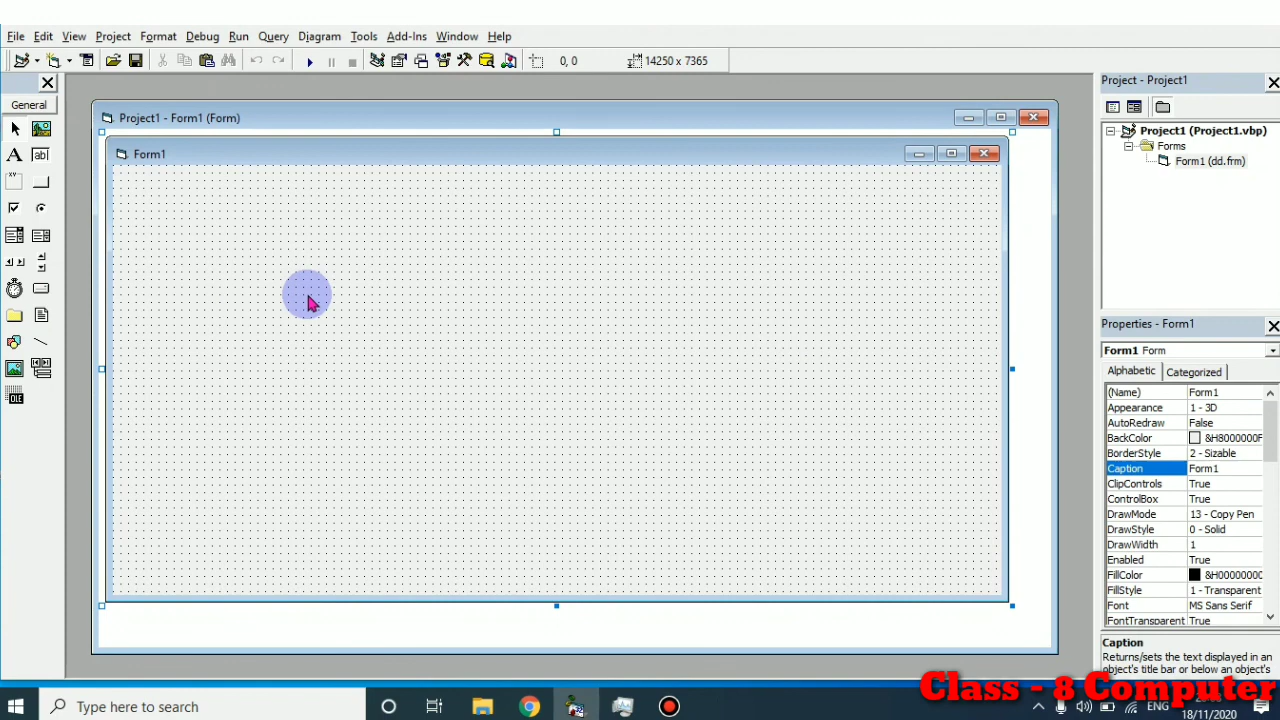 File Edit View Project Format Debug Run Query Diagram Tools Add-Ins Window Help
0, 0 14250 x 7365
General
Project1 - Form1 (Form)
Form1
Project - Project1
Project1 (Project1.vbp)
Forms
Form1 (dd.frm)
Properties - Form1
Form1 Form
Alphabetic Categorized
(Name) Form1
Appearance 1 - 3D
AutoRedraw False
BackColor &H8000000F
BorderStyle 2 - Sizable
Caption Form1
ClipControls True
ControlBox True
DrawMode 13 - Copy Pen
DrawStyle 0 - Solid
DrawWidth 1
Enabled True
FillColor &H00000000
FillStyle 1 - Transparent
Font MS Sans Serif
FontTransparent True
Caption
Returns/sets the text displayed in an
object's title bar or below an object's
Class - 8 Computer
Type here to search
ENG
18/11/2020